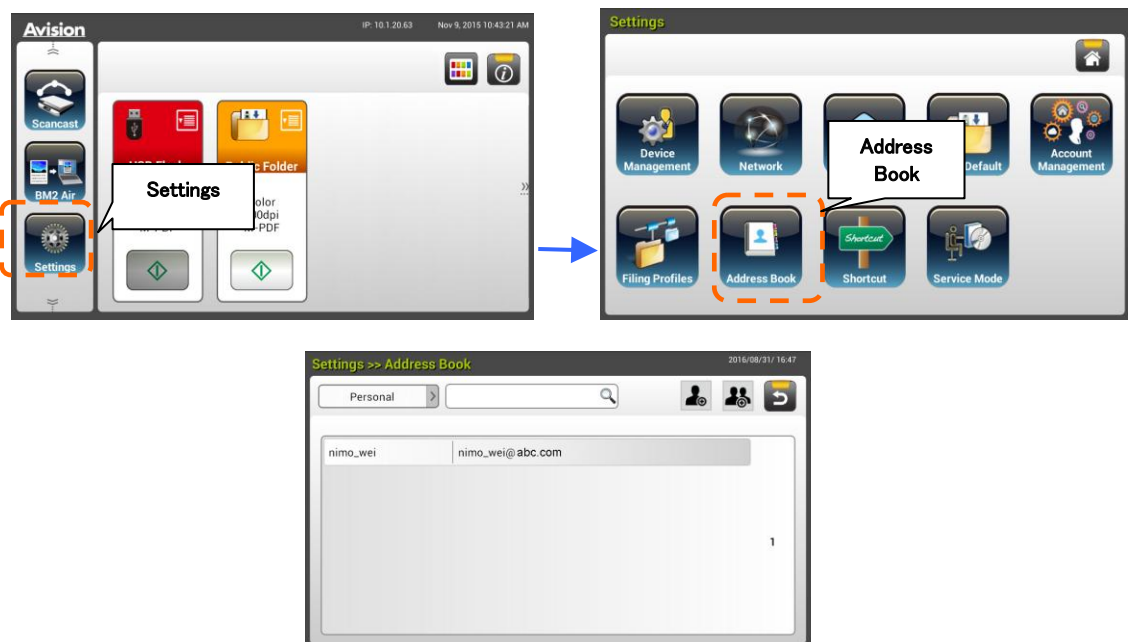 Avision
IP: 10.1.20.63 Nov 9, 2015 10:43:21 AM
Scancast
BM2 Air
Settings
Folder
PDF
PDF
Settings
Settings
Device
Management
Network
Default
Account
Management
Address
Book
Filing Profiles
Address Book
Shortcut
Shortcut
Service Mode
Settings >> Address Book
2016/08/31/ 16:47
Personal
nimo_wei
nimo_wei@abc.com
1